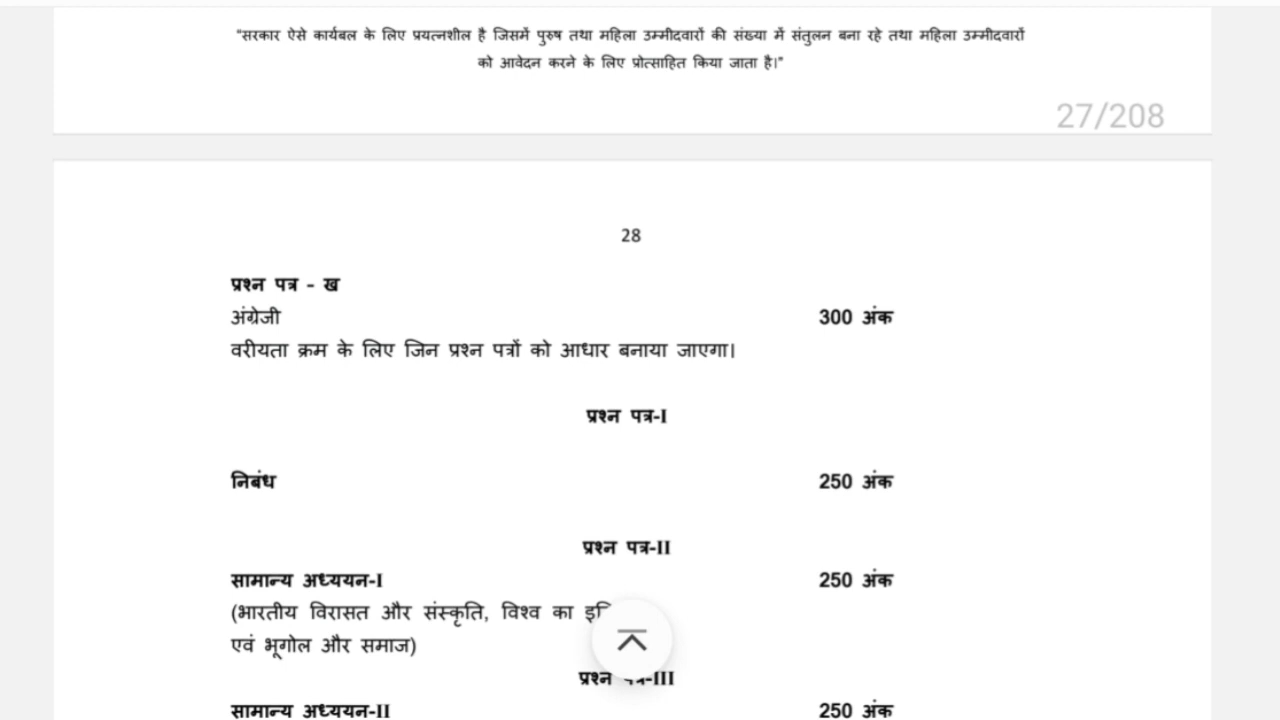 "सरकार ऐसे कार्यबल के लिए प्रयत्नशील है जिसमें पुरुष तथा महिला उम्मीदवारों की संख्या में संतुलन बना रहे तथा महिला उम्मीदवारों
को आवेदन करने के लिए प्रोत्साहित किया जाता है।"
27/208
28
प्रश्न पत्र - ख
अंग्रेजी 300 अंक
वरीयता क्रम के लिए जिन प्रश्न पत्रों को आधार बनाया जाएगा।
प्रश्न पत्र-I
निबंध 250 अंक
प्रश्न पत्र-II
सामान्य अध्ययन-I 250 अंक
(भारतीय विरासत और संस्कृति, विश्व का
एवं भूगोल और समाज)
प्रश्न -III
सामान्य अध्ययन-II 250 अंक